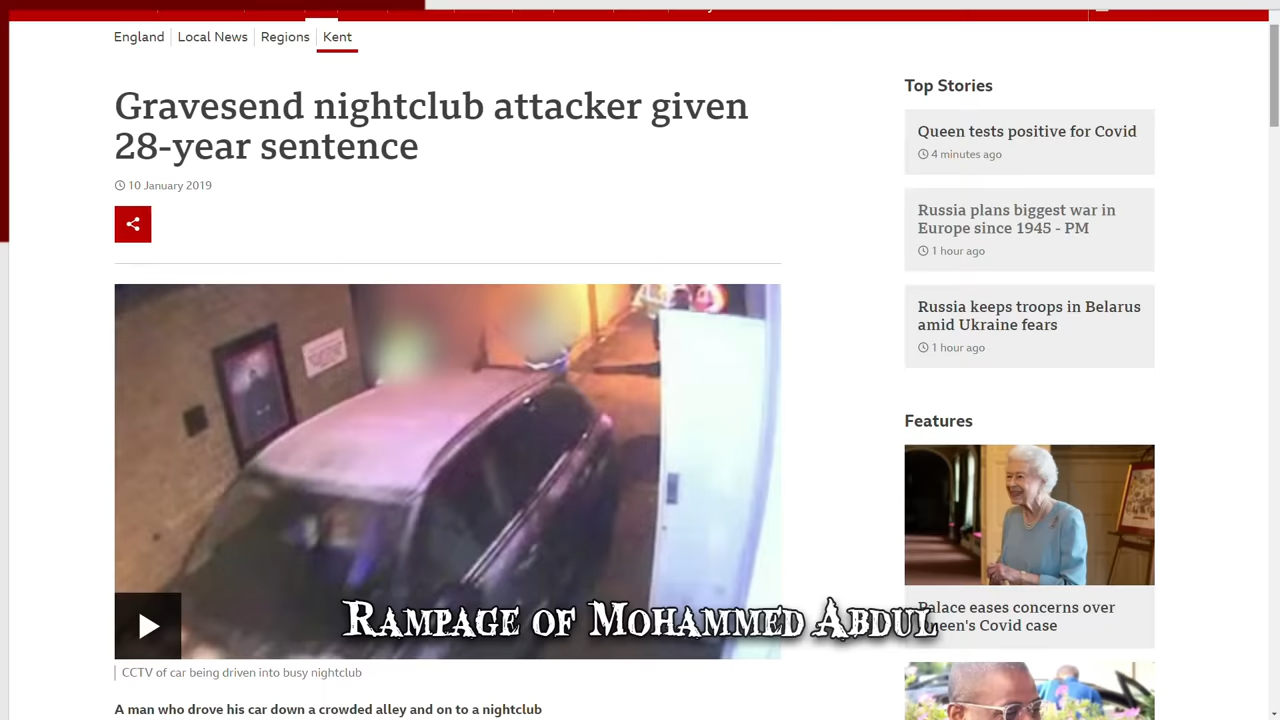 England
Local News
Regions
Kent
Gravesend nightclub attacker given
28-year sentence
10 January 2019
CCTV of car being driven into busy nightclub
A man who drove his car down a crowded alley and on to a nightclub
Top Stories
Queen tests positive for Covid
4 minutes ago
Russia plans biggest war in
Europe since 1945 - PM
1 hour ago
Russia keeps troops in Belarus
amid Ukraine fears
1 hour ago
Features
Palace eases concerns over
Queen's Covid case
Rampage of Mohammed Abdul